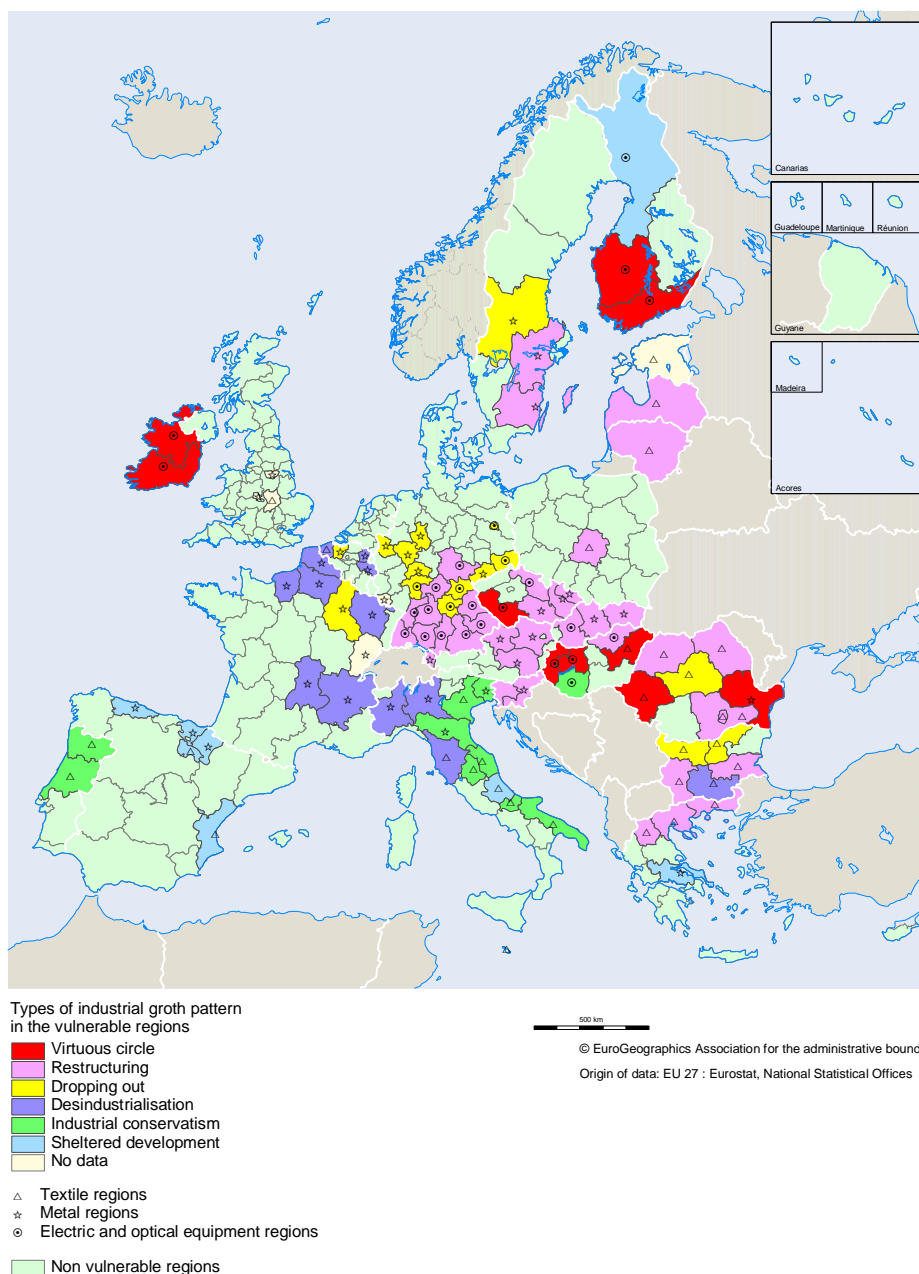 Canarias
Guadeloupe
Martinique
Réunion
Guyane
Madeira
Acores
Types of industrial groth pattern
in the vulnerable regions
Virtuous circle
Restructuring
Dropping out
Desindustrialisation
Industrial conservatism
Sheltered development
No data
Textile regions
Metal regions
Electric and optical equipment regions
Non vulnerable regions
500 km
© EuroGeographics Association for the administrative bound
Origin of data: EU 27 : Eurostat, National Statistical Offices